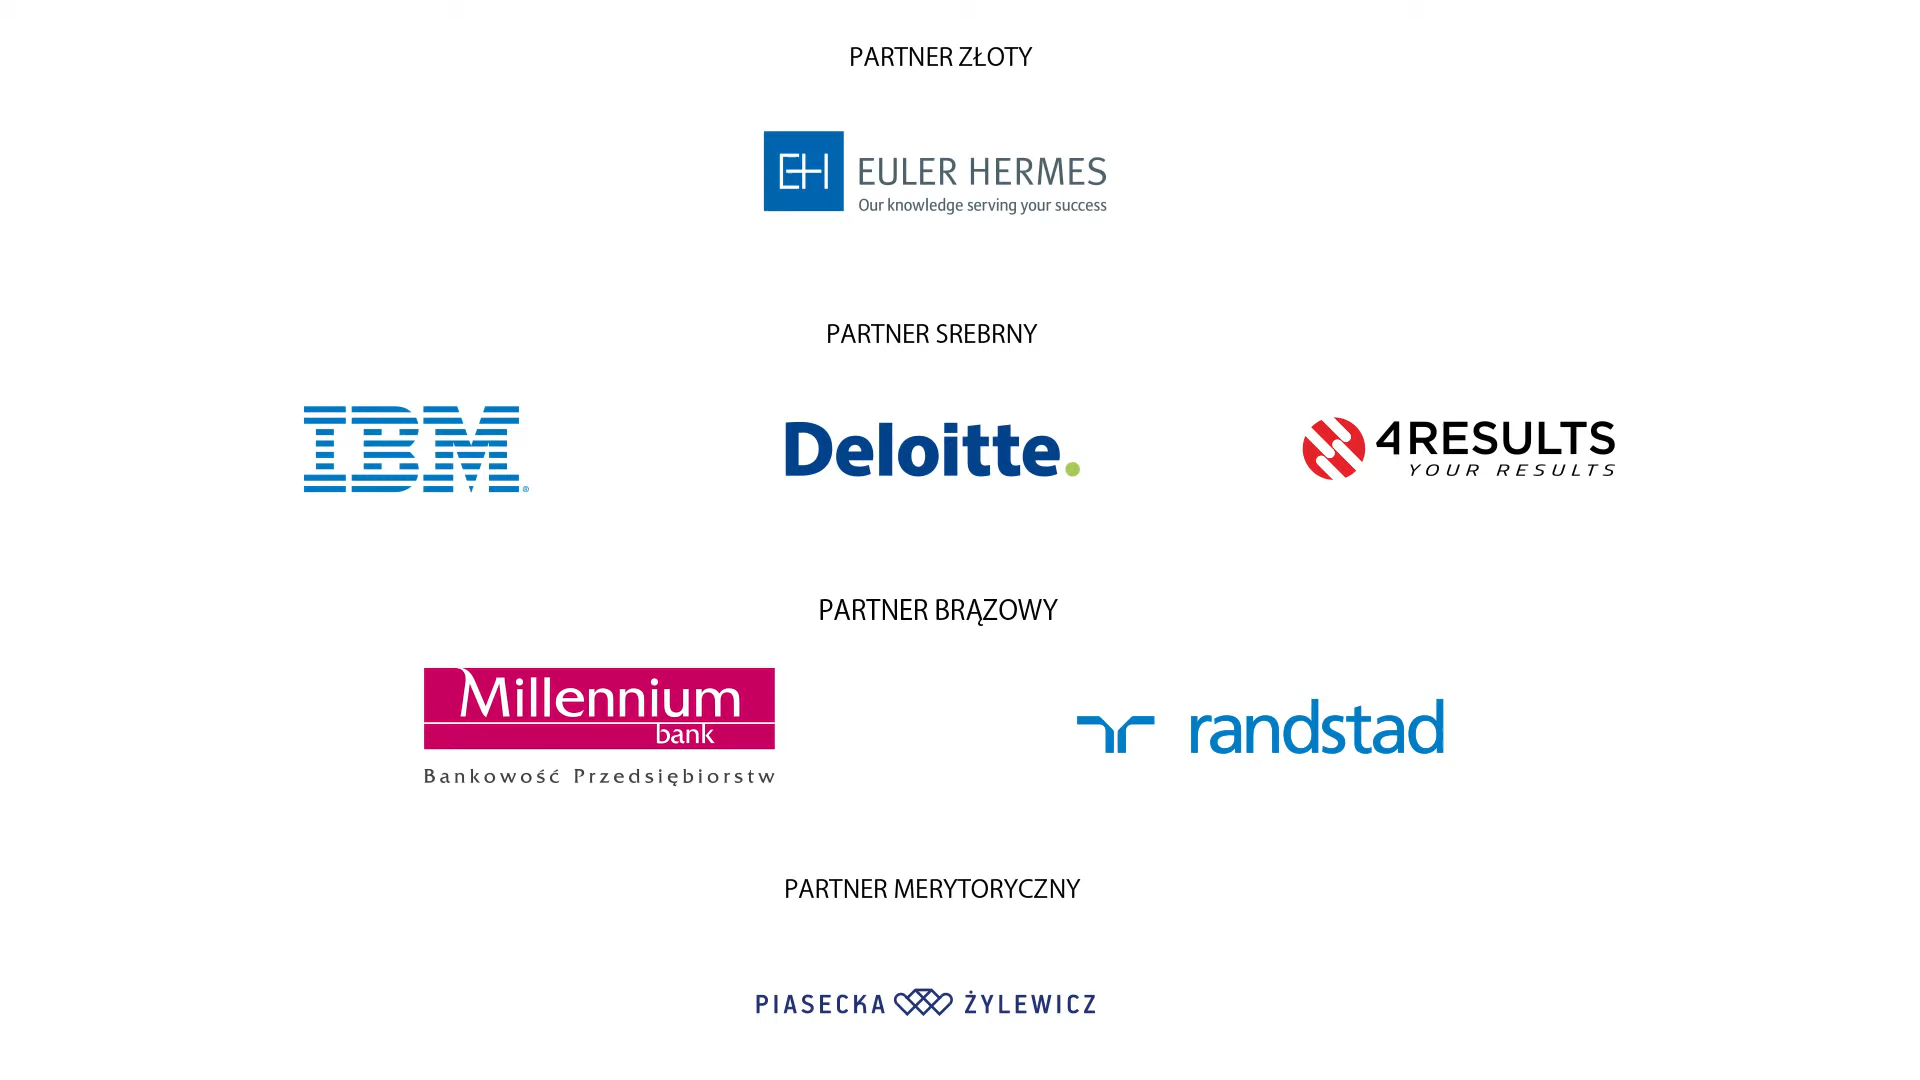 PARTNER ZŁOTY
EH EULER HERMES
Our knowledge serving your success
PARTNER SREBRNY
IBM®
Deloitte.
4RESULTS
YOUR RESULTS
PARTNER BRĄZOWY
Millennium
bank
Bankowość Przedsiębiorstw
randstad
PARTNER MERYTORYCZNY
PIASECKA ŻYLEWICZ